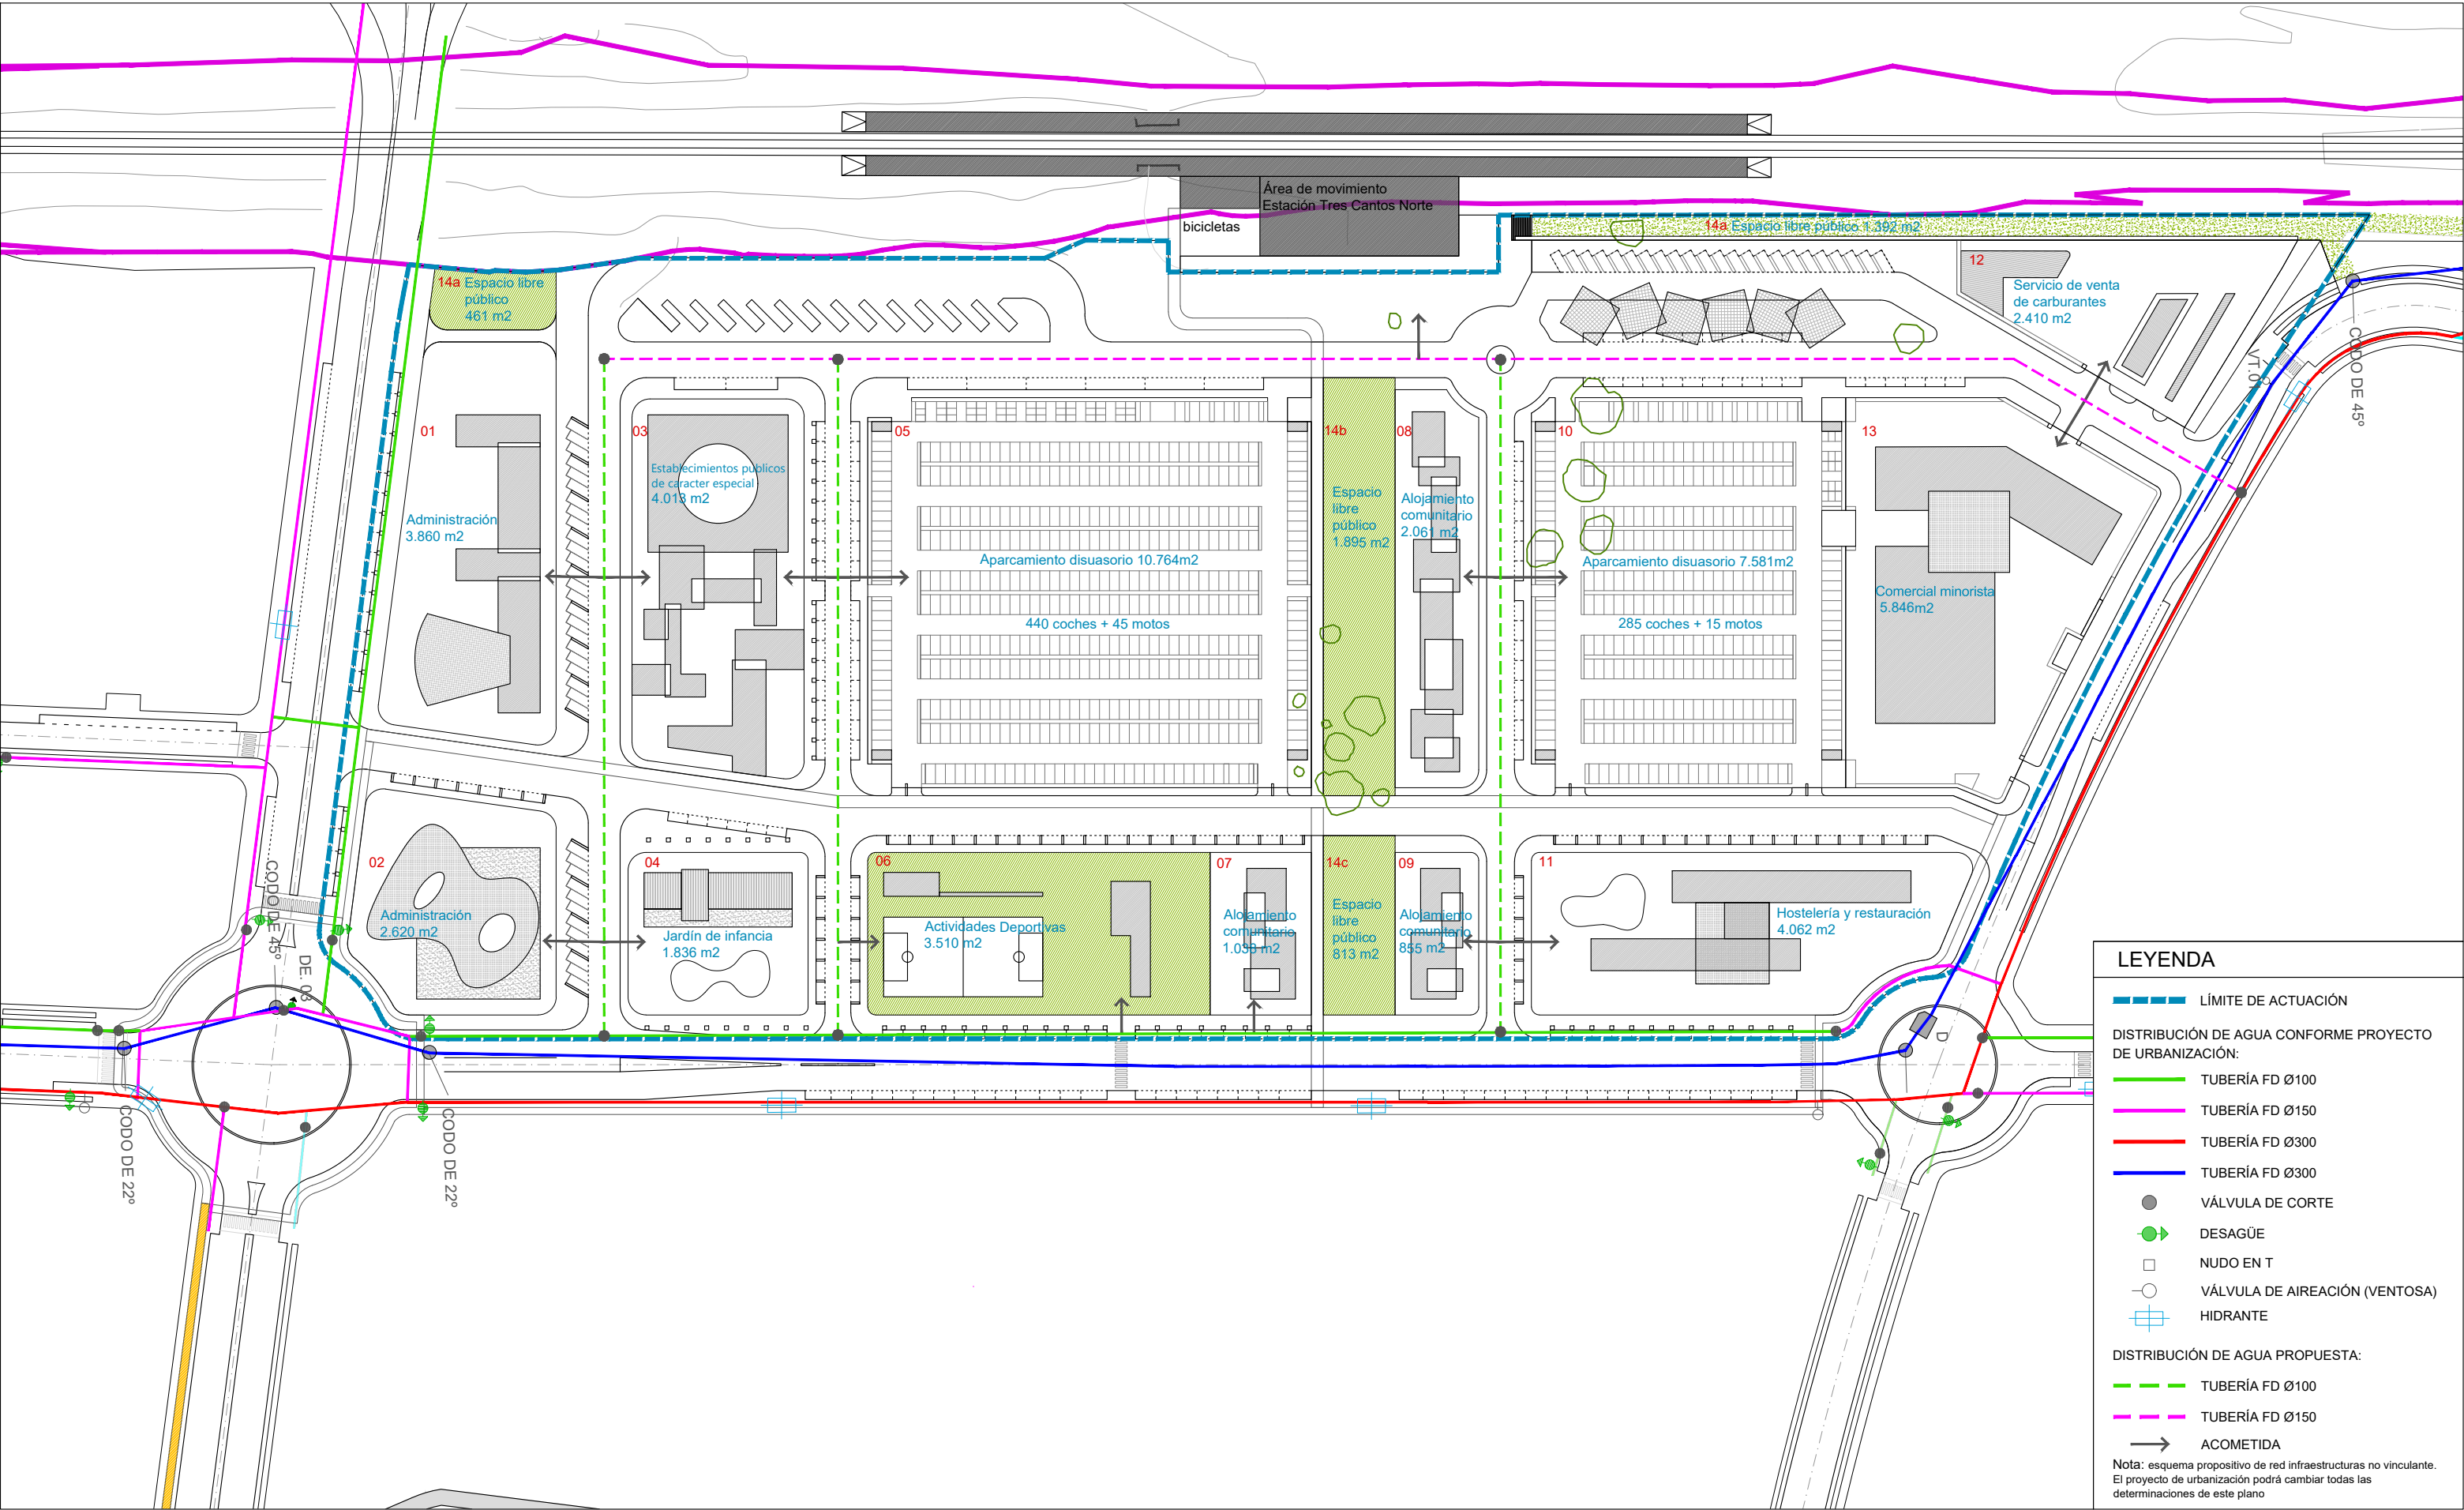 Área de movimiento
Estación Tres Cantos Norte
bicicletas
14a Espacio libre público 1.392 m2
12
Servicio de venta
de carburantes
2.410 m2
14a Espacio libre
público
461 m2
CODO DE 45º
01
03
05
14b
08
10
13
Establecimientos públicos
de caracter especial
4.013 m2
Administración
3.860 m2
Espacio
libre
público
1.895 m2
Alojamiento
comunitario
2.061 m2
Aparcamiento disuasorio 10.764m2
440 coches + 45 motos
Aparcamiento disuasorio 7.581m2
285 coches + 15 motos
Comercial minorista
5.846m2
02
04
06
07
14c
09
11
CODO DE 45º
DE. 03
Administración
2.620 m2
Jardín de infancia
1.836 m2
Actividades Deportivas
3.510 m2
Alojamiento
comunitario
Espacio
libre
público
813 m2
Alojamiento
comunitario
855 m2
Hostelería y restauración
4.062 m2
D
CODO DE 22º
CODO DE 22º
LEYENDA
LÍMITE DE ACTUACIÓN
DISTRIBUCIÓN DE AGUA CONFORME PROYECTO
DE URBANIZACIÓN:
TUBERÍA FD Ø100
TUBERÍA FD Ø150
TUBERÍA FD Ø300
TUBERÍA FD Ø300
VÁLVULA DE CORTE
DESAGÜE
NUDO EN T
VÁLVULA DE AIREACIÓN (VENTOSA)
HIDRANTE
DISTRIBUCIÓN DE AGUA PROPUESTA:
TUBERÍA FD Ø100
TUBERÍA FD Ø150
ACOMETIDA
Nota: esquema propositivo de red infraestructuras no vinculante.
El proyecto de urbanización podrá cambiar todas las
determinaciones de este plano